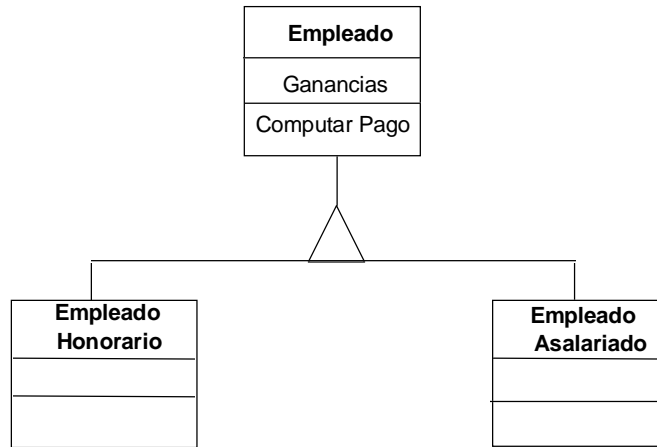 Empleado
Ganancias
Computar Pago
Empleado
Honorario
Empleado
Asalariado